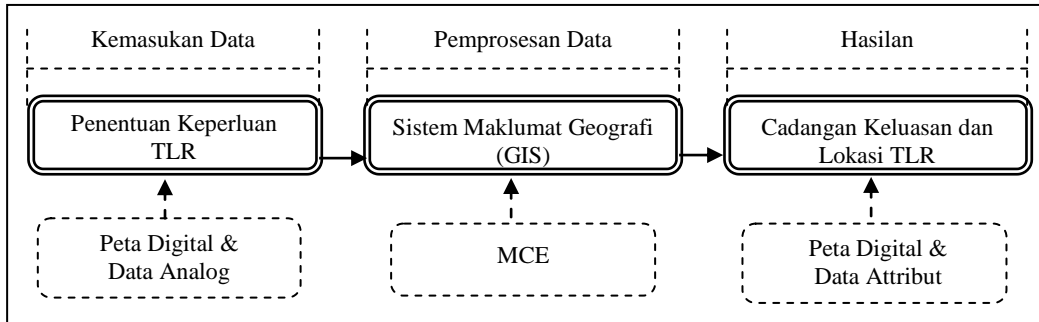 Kemasukan Data
Pemprosesan Data
Hasilan
Penentuan Keperluan
TLR
Sistem Maklumat Geografi
(GIS)
Cadangan Keluasan dan
Lokasi TLR
Peta Digital &
Data Analog
MCE
Peta Digital &
Data Attribut